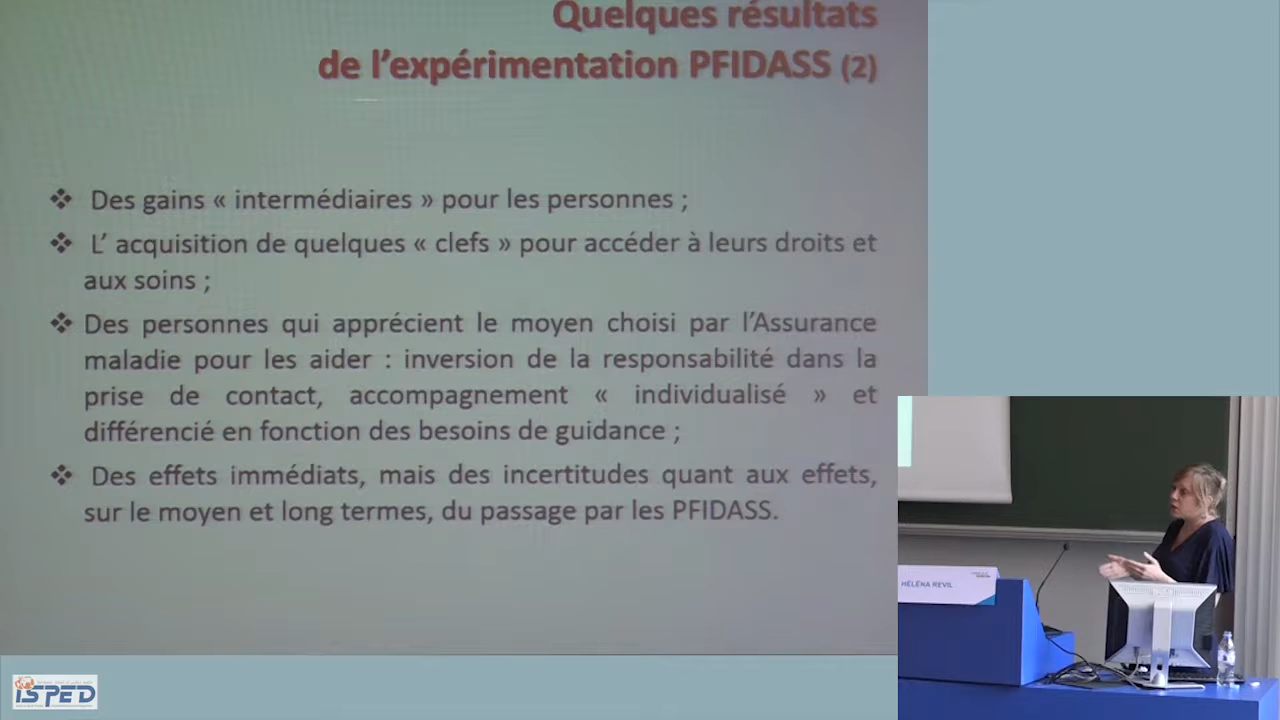 Quelques résultats
de l'expérimentation PFIDASS (2)
❖ Des gains « intermédiaires » pour les personnes ;
❖ L' acquisition de quelques « clefs » pour accéder à leurs droits et
aux soins ;
❖ Des personnes qui apprécient le moyen choisi par l'Assurance
maladie pour les aider : inversion de la responsabilité dans la
prise de contact, accompagnement « individualisé » et
différencié en fonction des besoins de guidance ;
❖ Des effets immédiats, mais des incertitudes quant aux effets,
sur le moyen et long termes, du passage par les PFIDASS.
HÉLÉNA REVIL
ISPED